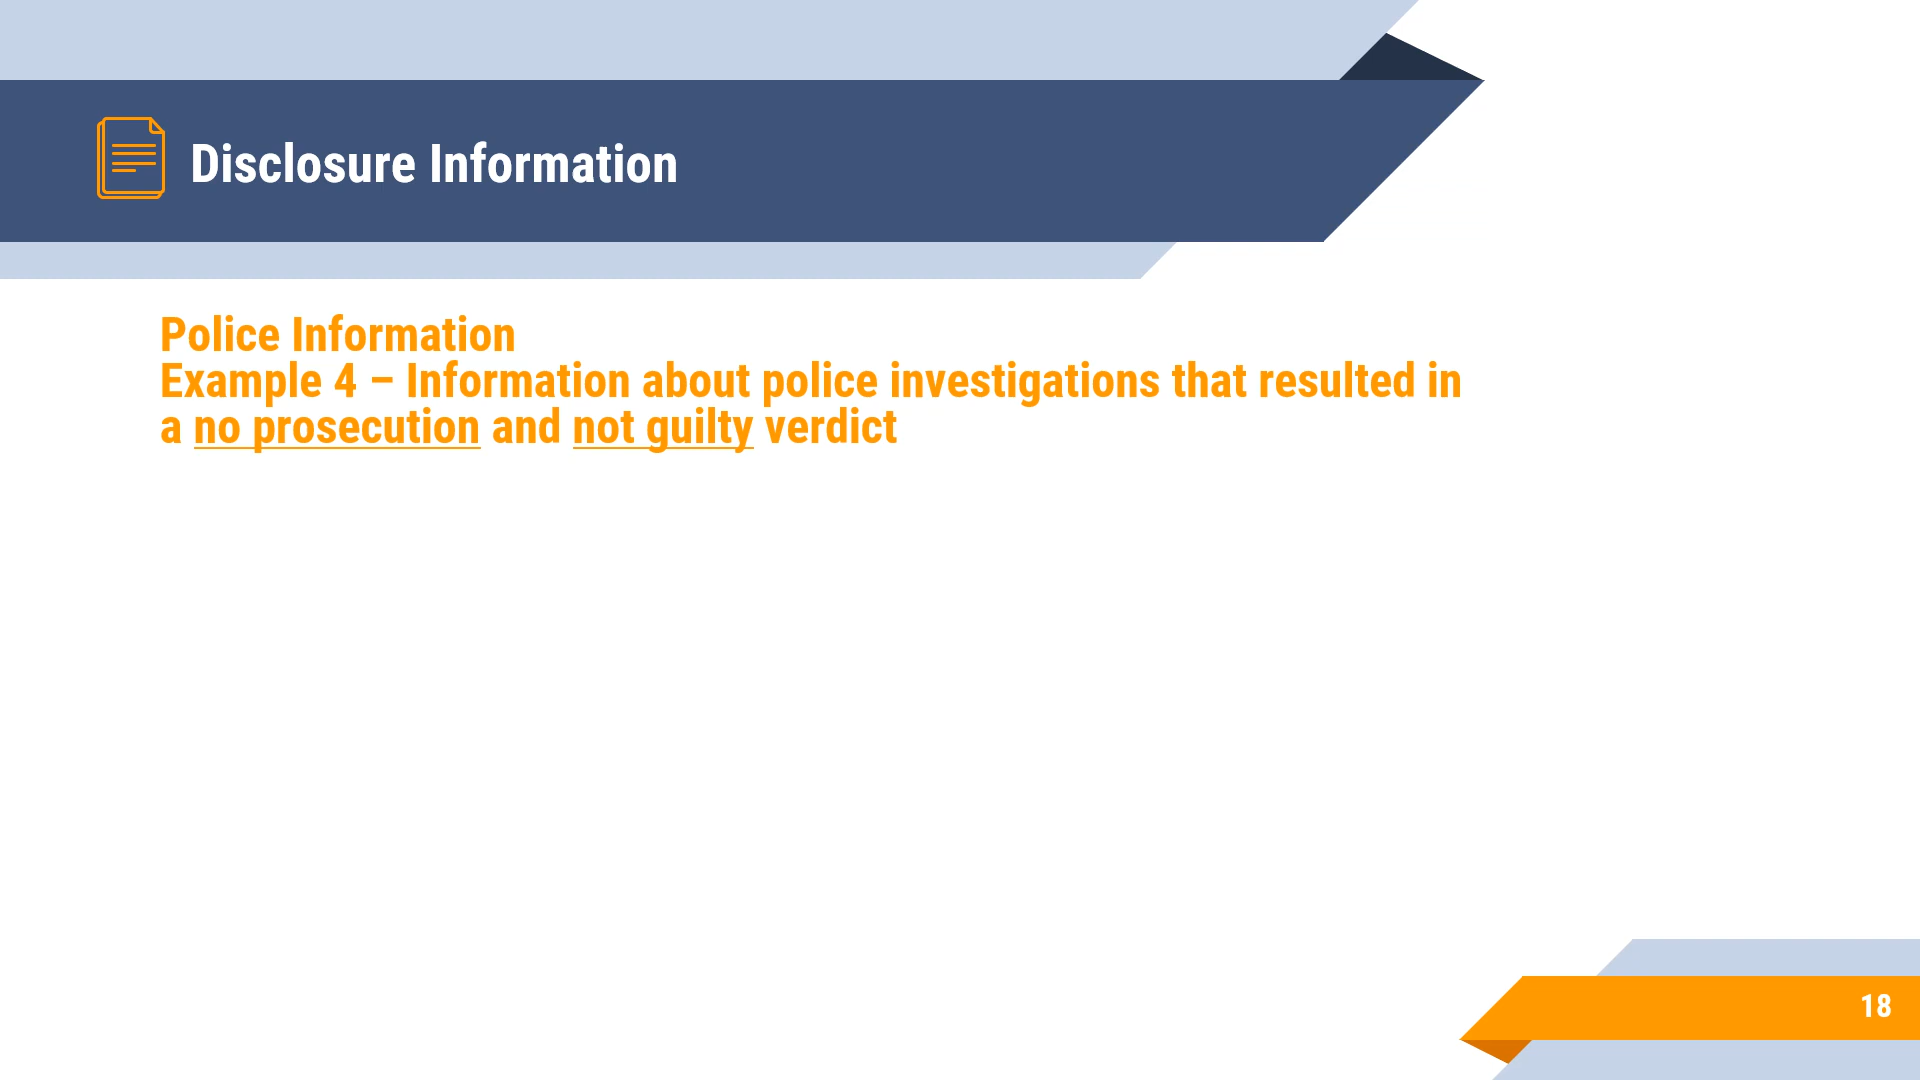 Disclosure Information
Police Information
Example 4 – Information about police investigations that resulted in
a no prosecution and not guilty verdict
18